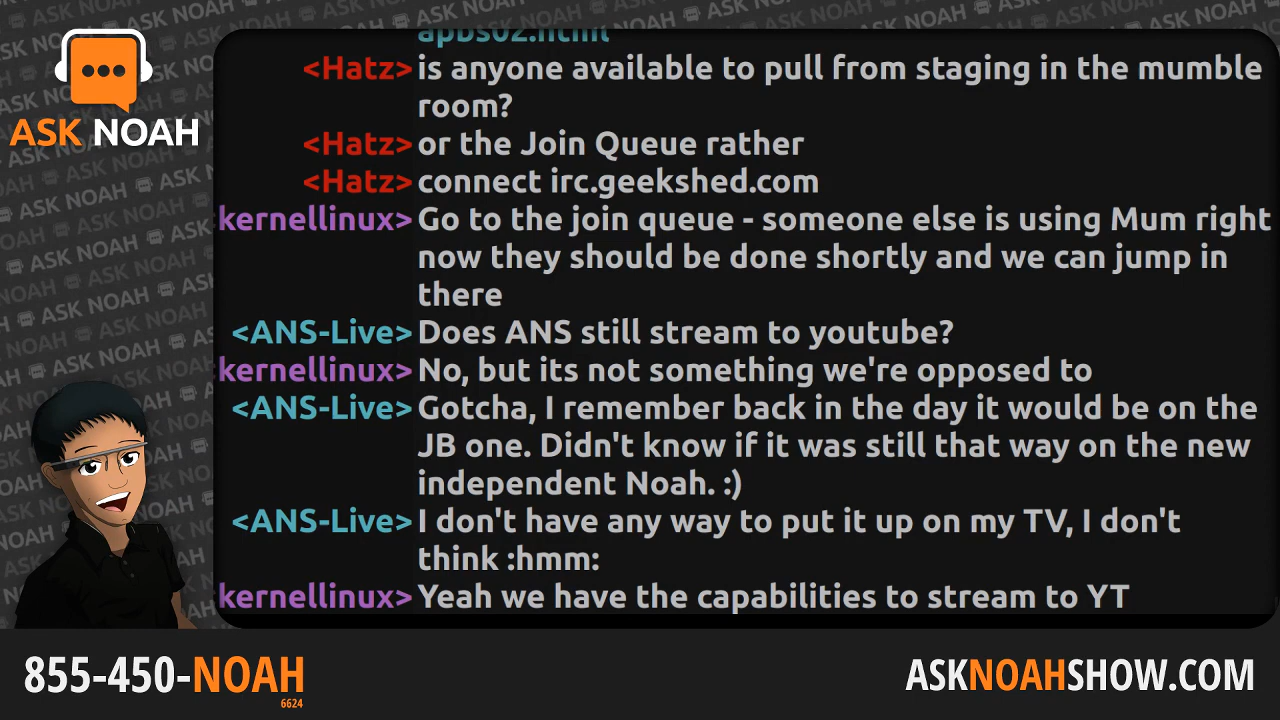 apbs02.html
<Hatz> is anyone available to pull from staging in the mumble
room?
<Hatz> or the Join Queue rather
<Hatz> connect irc.geekshed.com
kernellinux> Go to the join queue - someone else is using Mum right
now they should be done shortly and we can jump in
there
<ANS-Live> Does ANS still stream to youtube?
kernellinux> No, but its not something we're opposed to
<ANS-Live> Gotcha, I remember back in the day it would be on the
JB one. Didn't know if it was still that way on the new
independent Noah. :)
<ANS-Live> I don't have any way to put it up on my TV, I don't
think :hmm:
kernellinux> Yeah we have the capabilities to stream to YT
ASK NOAH
855-450-NOAH
6624
ASKNOAHSHOW.COM